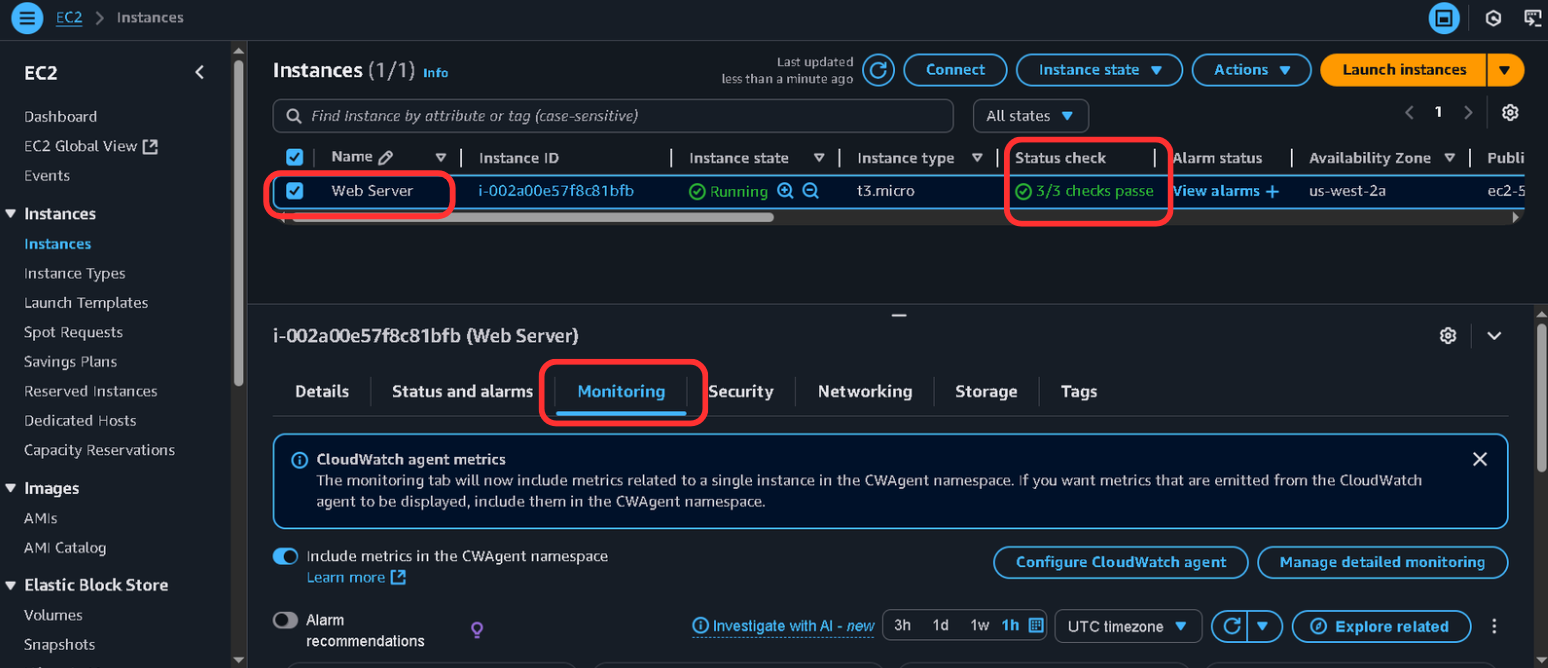 EC2 > Instances
EC2
Dashboard
EC2 Global View
Events
Instances
Instances
Instance Types
Launch Templates
Spot Requests
Savings Plans
Reserved Instances
Dedicated Hosts
Capacity Reservations
Images
AMIs
AMI Catalog
Elastic Block Store
Volumes
Snapshots
Instances (1/1) Info
Last updated
less than a minute ago
Connect
Instance state
Actions
Launch instances
Find Instance by attribute or tag (case-sensitive)
All states
1
Name Instance ID Instance state Instance type Status check Alarm status Availability Zone Publi
Web Server i-002a00e57f8c81bfb Running t3.micro 3/3 checks passe View alarms + us-west-2a ec2-5
i-002a00e57f8c81bfb (Web Server)
Details Status and alarms Monitoring Security Networking Storage Tags
CloudWatch agent metrics
The monitoring tab will now include metrics related to a single instance in the CWAgent namespace. If you want metrics that are emitted from the CloudWatch
agent to be displayed, include them in the CWAgent namespace.
Include metrics in the CWAgent namespace
Learn more
Configure CloudWatch agent
Manage detailed monitoring
Alarm
recommendations
Investigate with AI - new
3h 1d 1w 1h
UTC timezone
Explore related